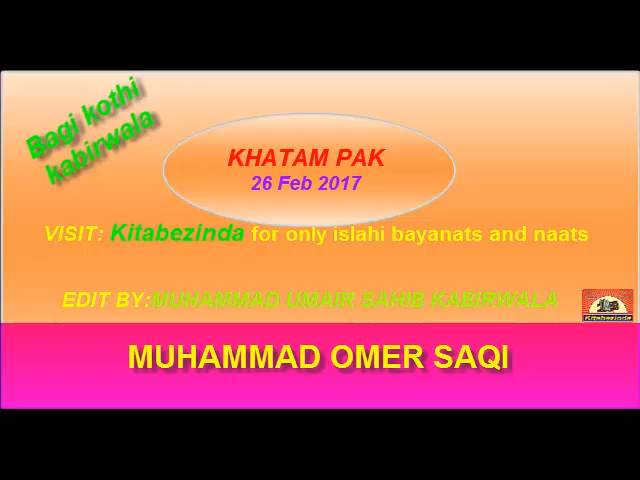 Bagi kothi
kabirwala
KHATAM PAK
26 Feb 2017
VISIT: Kitabezinda for only islahi bayanats and naats
EDIT BY:MUHAMMAD UMAIR SAHIB KABIRWALA
Kitabezinda
MUHAMMAD OMER SAQI